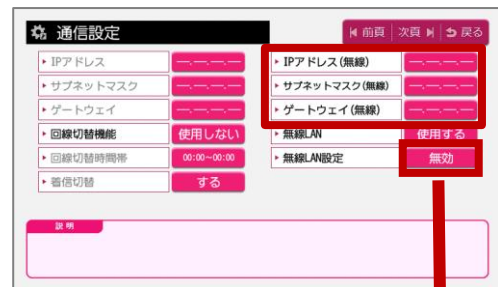 通信設定
前頁 次頁 戻る
IPアドレス ―.―.―.―
サブネットマスク ―.―.―.―
ゲートウェイ ―.―.―.―
回線切替機能 使用しない
回線切替時間帯 00:00~00:00
着信切替 する
IPアドレス(無線) ―.―.―.―
サブネットマスク(無線) ―.―.―.―
ゲートウェイ(無線) ―.―.―.―
無線LAN 使用する
無線LAN設定 無効
説明